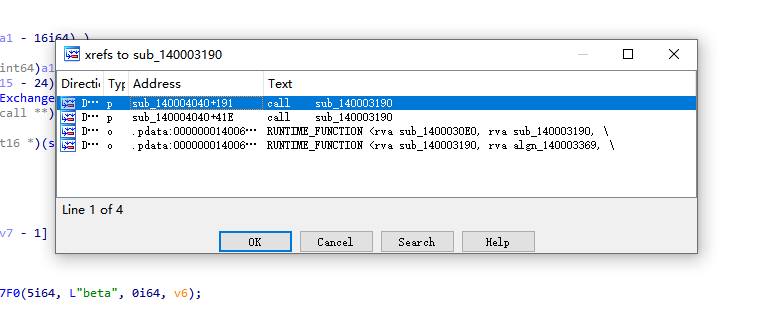 a1 - 16i64) )
xrefs to sub_140003190
int64)a1
15 - 24)
Exchange
call **)
t16 *)(s
v7 - 1]
Directic Typ Address Text
D··· p sub_140004040+191 call sub_140003190
D··· p sub_140004040+41E call sub_140003190
D··· o .pdata:000000014006··· RUNTIME_FUNCTION <rva sub_1400030E0, rva sub_140003190, \
D··· o .pdata:000000014006··· RUNTIME_FUNCTION <rva sub_140003190, rva algn_140003369, \
Line 1 of 4
OK Cancel Search Help
7F0(5i64, L"beta", 0i64, v6);